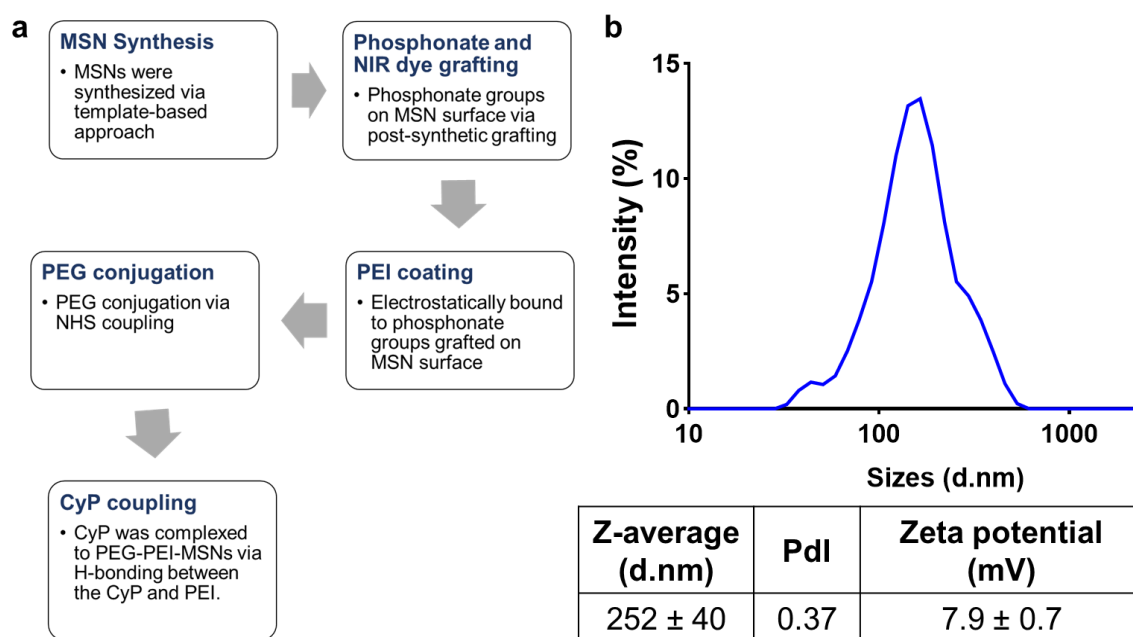 a
MSN Synthesis
• MSNs were
synthesized via
template-based
approach
Phosphonate and
NIR dye grafting
• Phosphonate groups
on MSN surface via
post-synthetic grafting
PEG conjugation
• PEG conjugation via
NHS coupling
PEI coating
• Electrostatically bound
to phosphonate
groups grafted on
MSN surface
CyP coupling
• CyP was complexed
to PEG-PEI-MSNs via
H-bonding between
the CyP and PEI.
b
Intensity (%)
15
10
5
0
10 100 1000
Sizes (d.nm)
Z-average
(d.nm)
PdI
Zeta potential
(mV)
252 ± 40 0.37 7.9 ± 0.7